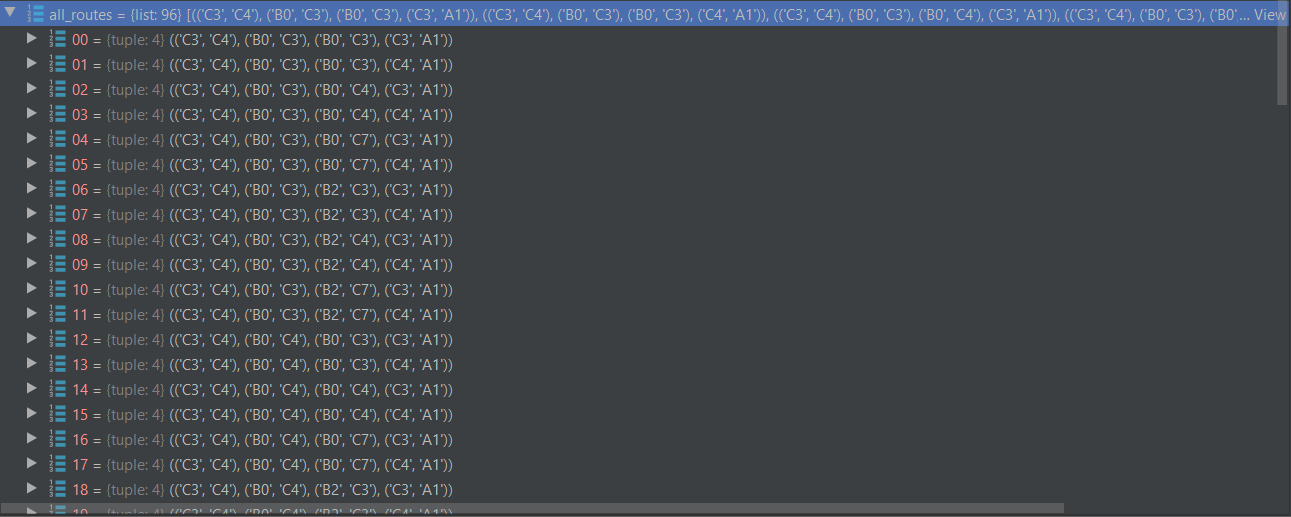 all_routes = {list: 96} [(('C3', 'C4'), ('B0', 'C3'), ('B0', 'C3'), ('C3', 'A1')), (('C3', 'C4'), ('B0', 'C3'), ('B0', 'C3'), ('C4', 'A1')), (('C3', 'C4'), ('B0', 'C3'), ('B0', 'C4'), ('C3', 'A1')), (('C3', 'C4'), ('B0', 'C3'), ('B0'... View
00 = {tuple: 4} (('C3', 'C4'), ('B0', 'C3'), ('B0', 'C3'), ('C3', 'A1'))
01 = {tuple: 4} (('C3', 'C4'), ('B0', 'C3'), ('B0', 'C3'), ('C4', 'A1'))
02 = {tuple: 4} (('C3', 'C4'), ('B0', 'C3'), ('B0', 'C4'), ('C3', 'A1'))
03 = {tuple: 4} (('C3', 'C4'), ('B0', 'C3'), ('B0', 'C4'), ('C4', 'A1'))
04 = {tuple: 4} (('C3', 'C4'), ('B0', 'C3'), ('B0', 'C7'), ('C3', 'A1'))
05 = {tuple: 4} (('C3', 'C4'), ('B0', 'C3'), ('B0', 'C7'), ('C4', 'A1'))
06 = {tuple: 4} (('C3', 'C4'), ('B0', 'C3'), ('B2', 'C3'), ('C3', 'A1'))
07 = {tuple: 4} (('C3', 'C4'), ('B0', 'C3'), ('B2', 'C3'), ('C4', 'A1'))
08 = {tuple: 4} (('C3', 'C4'), ('B0', 'C3'), ('B2', 'C4'), ('C3', 'A1'))
09 = {tuple: 4} (('C3', 'C4'), ('B0', 'C3'), ('B2', 'C4'), ('C4', 'A1'))
10 = {tuple: 4} (('C3', 'C4'), ('B0', 'C3'), ('B2', 'C7'), ('C3', 'A1'))
11 = {tuple: 4} (('C3', 'C4'), ('B0', 'C3'), ('B2', 'C7'), ('C4', 'A1'))
12 = {tuple: 4} (('C3', 'C4'), ('B0', 'C4'), ('B0', 'C3'), ('C3', 'A1'))
13 = {tuple: 4} (('C3', 'C4'), ('B0', 'C4'), ('B0', 'C3'), ('C4', 'A1'))
14 = {tuple: 4} (('C3', 'C4'), ('B0', 'C4'), ('B0', 'C4'), ('C3', 'A1'))
15 = {tuple: 4} (('C3', 'C4'), ('B0', 'C4'), ('B0', 'C4'), ('C4', 'A1'))
16 = {tuple: 4} (('C3', 'C4'), ('B0', 'C4'), ('B0', 'C7'), ('C3', 'A1'))
17 = {tuple: 4} (('C3', 'C4'), ('B0', 'C4'), ('B0', 'C7'), ('C4', 'A1'))
18 = {tuple: 4} (('C3', 'C4'), ('B0', 'C4'), ('B2', 'C3'), ('C3', 'A1'))